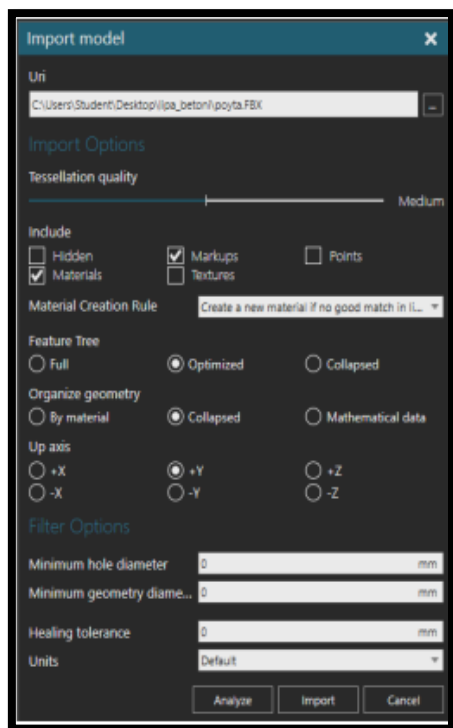 Import model
Uri
C:\Users\Student\Desktop\ilpa_betoni\poyta.FBX ...
Import Options
Tessellation quality
Medium
Include
Hidden Markups Points
Materials Textures
Material Creation Rule Create a new material if no good match in li...
Feature Tree
Full Optimized Collapsed
Organize geometry
By material Collapsed Mathematical data
Up axis
+X +Y +Z
-X -Y -Z
Filter Options
Minimum hole diameter 0 mm
Minimum geometry diame... 0 mm
Healing tolerance 0 mm
Units Default
Analyze Import Cancel